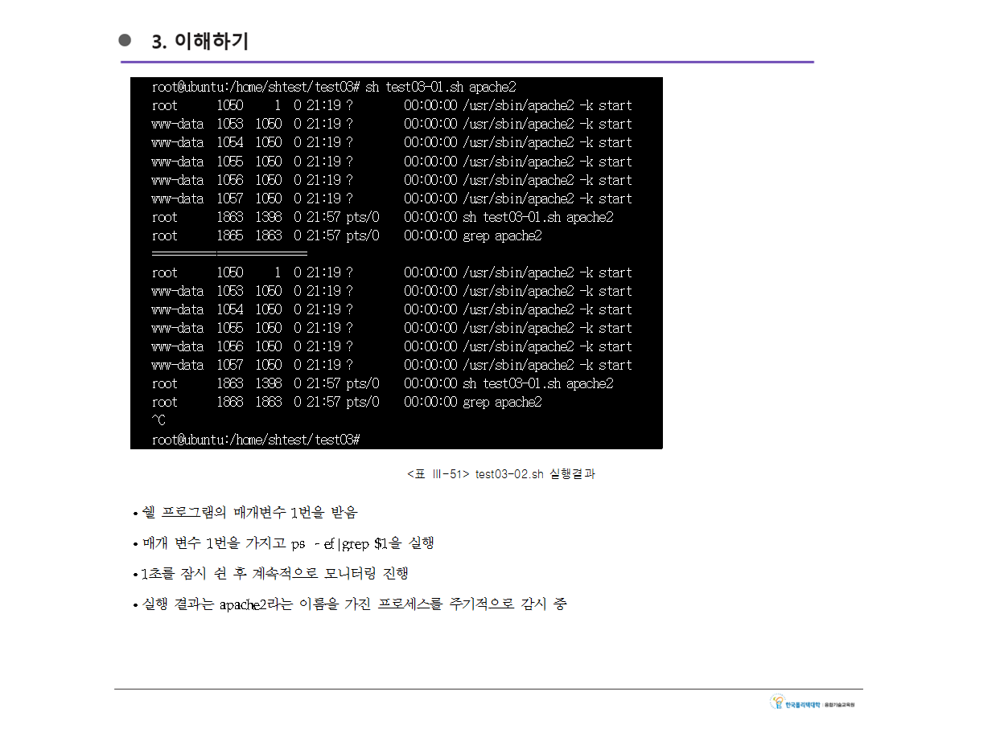 3. 이해하기
root@ubuntu:/home/shtest/test03# sh test03-01.sh apache2
root 1050 1 0 21:19 ? 00:00:00 /usr/sbin/apache2 -k start
www-data 1053 1050 0 21:19 ? 00:00:00 /usr/sbin/apache2 -k start
www-data 1054 1050 0 21:19 ? 00:00:00 /usr/sbin/apache2 -k start
www-data 1055 1050 0 21:19 ? 00:00:00 /usr/sbin/apache2 -k start
www-data 1056 1050 0 21:19 ? 00:00:00 /usr/sbin/apache2 -k start
www-data 1057 1050 0 21:19 ? 00:00:00 /usr/sbin/apache2 -k start
root 1863 1398 0 21:57 pts/0 00:00:00 sh test03-01.sh apache2
root 1865 1863 0 21:57 pts/0 00:00:00 grep apache2
========================
root 1050 1 0 21:19 ? 00:00:00 /usr/sbin/apache2 -k start
www-data 1053 1050 0 21:19 ? 00:00:00 /usr/sbin/apache2 -k start
www-data 1054 1050 0 21:19 ? 00:00:00 /usr/sbin/apache2 -k start
www-data 1055 1050 0 21:19 ? 00:00:00 /usr/sbin/apache2 -k start
www-data 1056 1050 0 21:19 ? 00:00:00 /usr/sbin/apache2 -k start
www-data 1057 1050 0 21:19 ? 00:00:00 /usr/sbin/apache2 -k start
root 1863 1398 0 21:57 pts/0 00:00:00 sh test03-01.sh apache2
root 1868 1863 0 21:57 pts/0 00:00:00 grep apache2
^C
root@ubuntu:/home/shtest/test03#
<표 III-51> test03-02.sh 실행결과
• 쉘 프로그램의 매개변수 1번을 받음
• 매개 변수 1번을 가지고 ps -ef|grep $1을 실행
• 1초를 잠시 쉰 후 계속적으로 모니터링 진행
• 실행 결과는 apache2라는 이름을 가진 프로세스를 주기적으로 감시 중
한국폴리텍대학 | 융합기술교육원